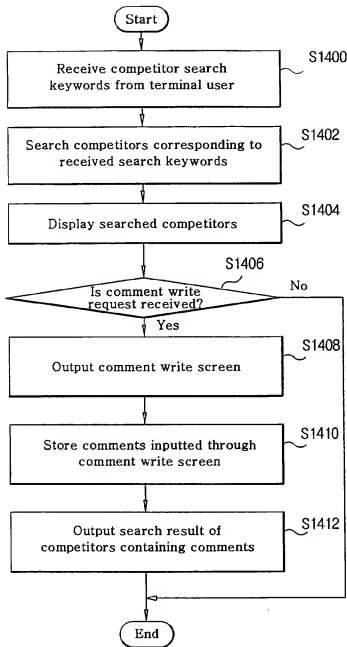 Start
Receive competitor search
keywords from terminal user
S1400
Search competitors corresponding to
received search keywords
S1402
Display searched competitors
S1404
Is comment write
request received?
S1406
No
Yes
Output comment write screen
S1408
Store comments inputted through
comment write screen
S1410
Output search result of
competitors containing comments
S1412
End